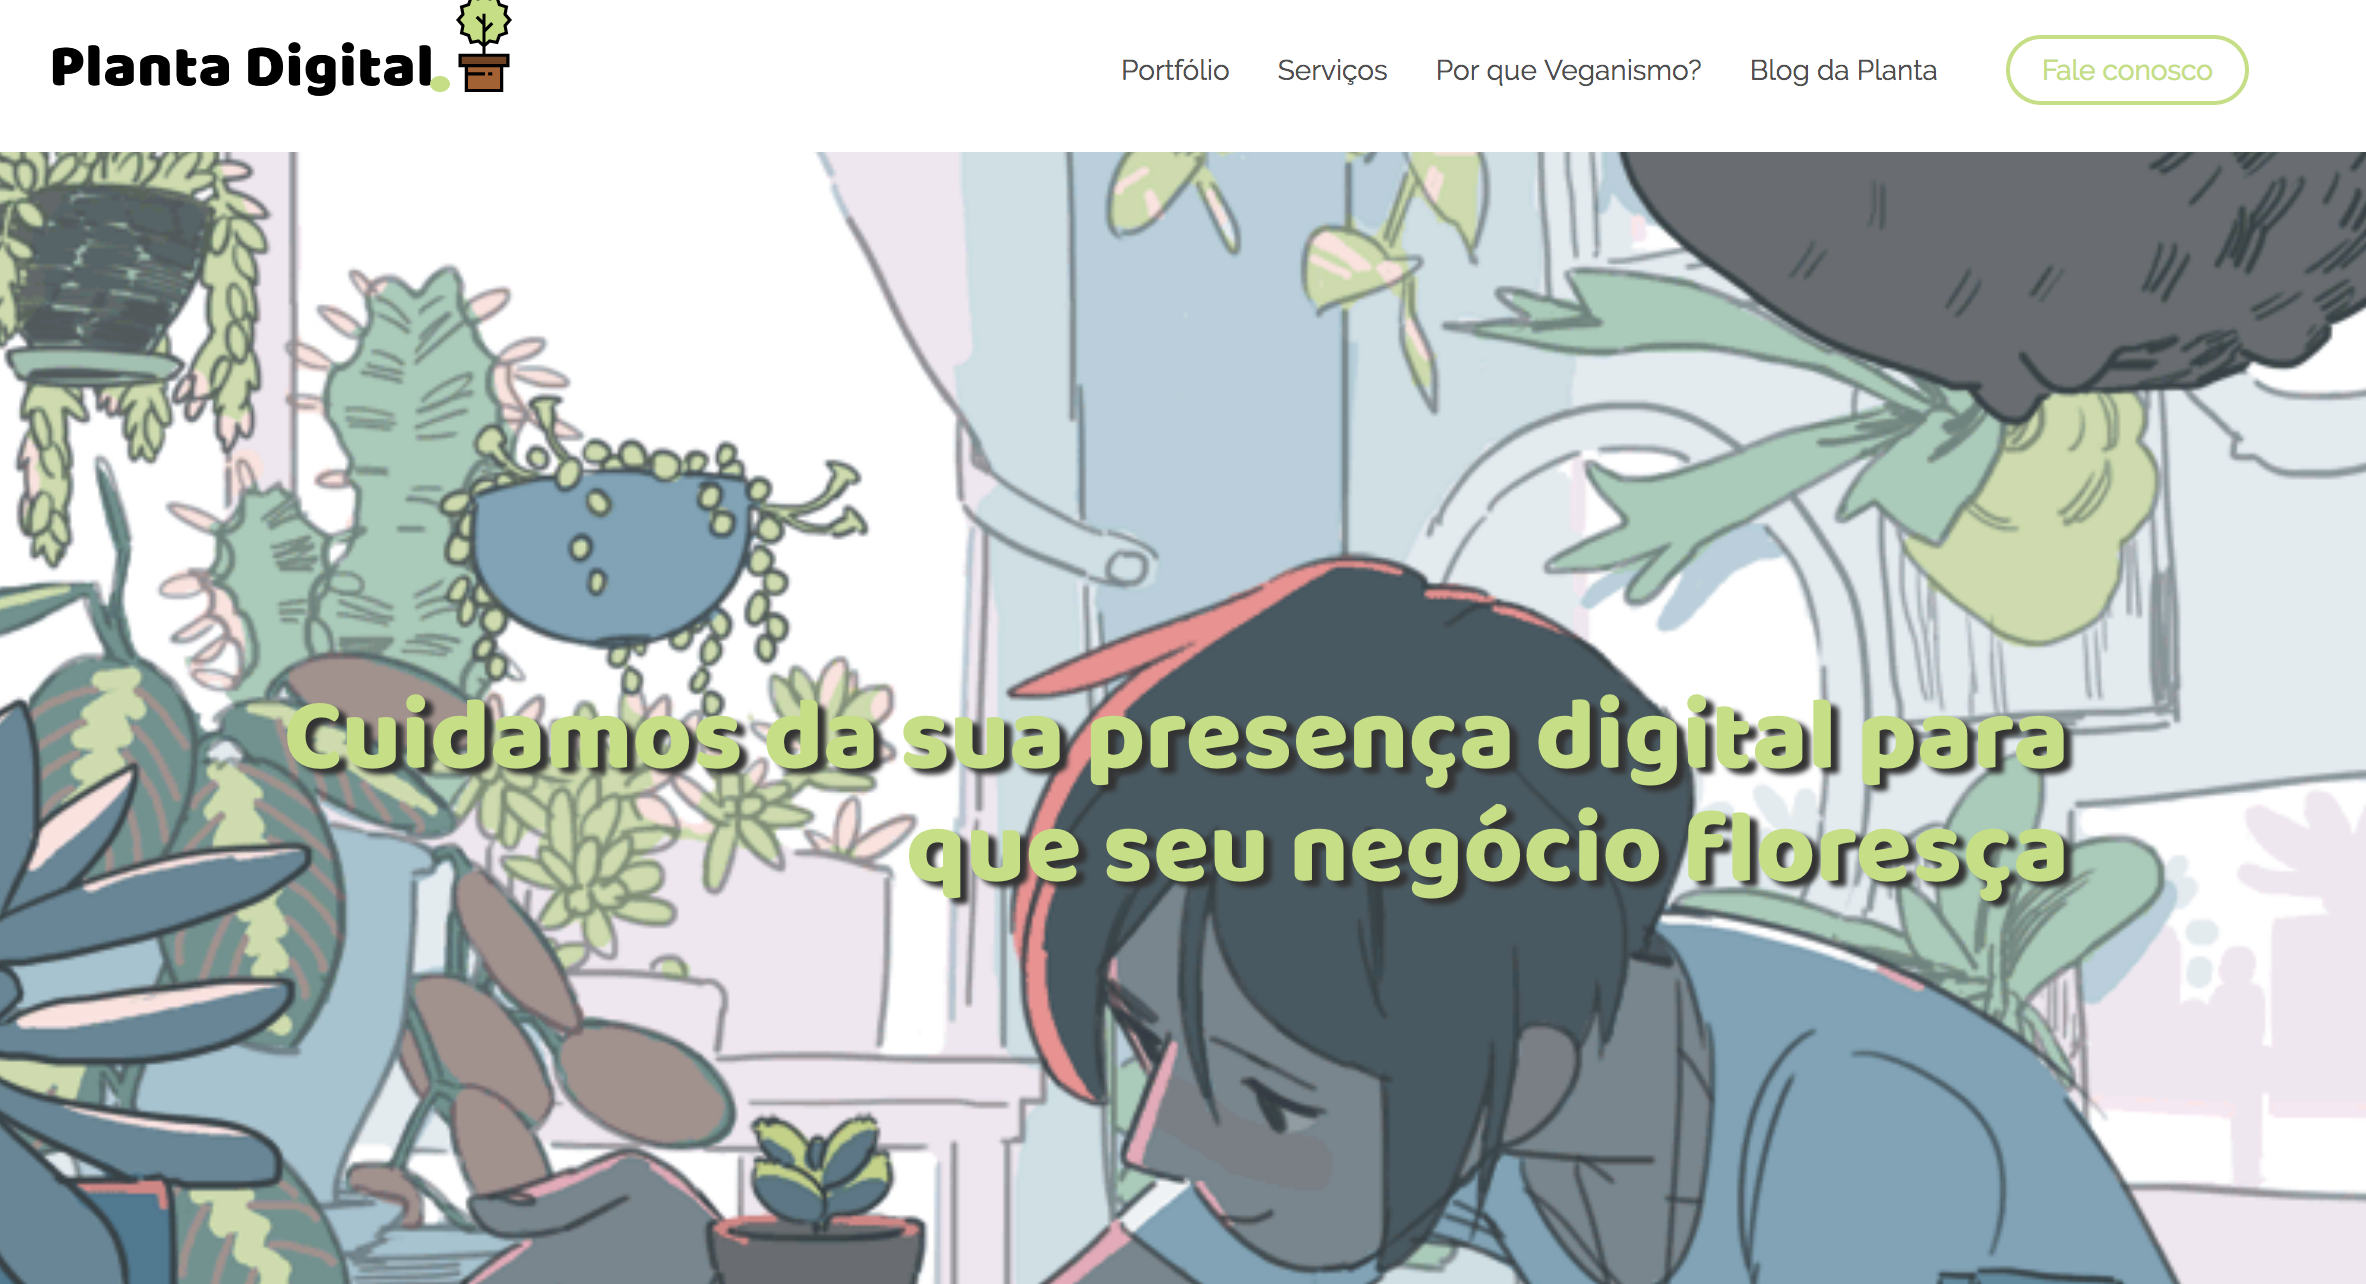 Planta Digital.
Portfólio Serviços Por que Veganismo? Blog da Planta Fale conosco
Cuidamos da sua presença digital para
que seu negócio floresça